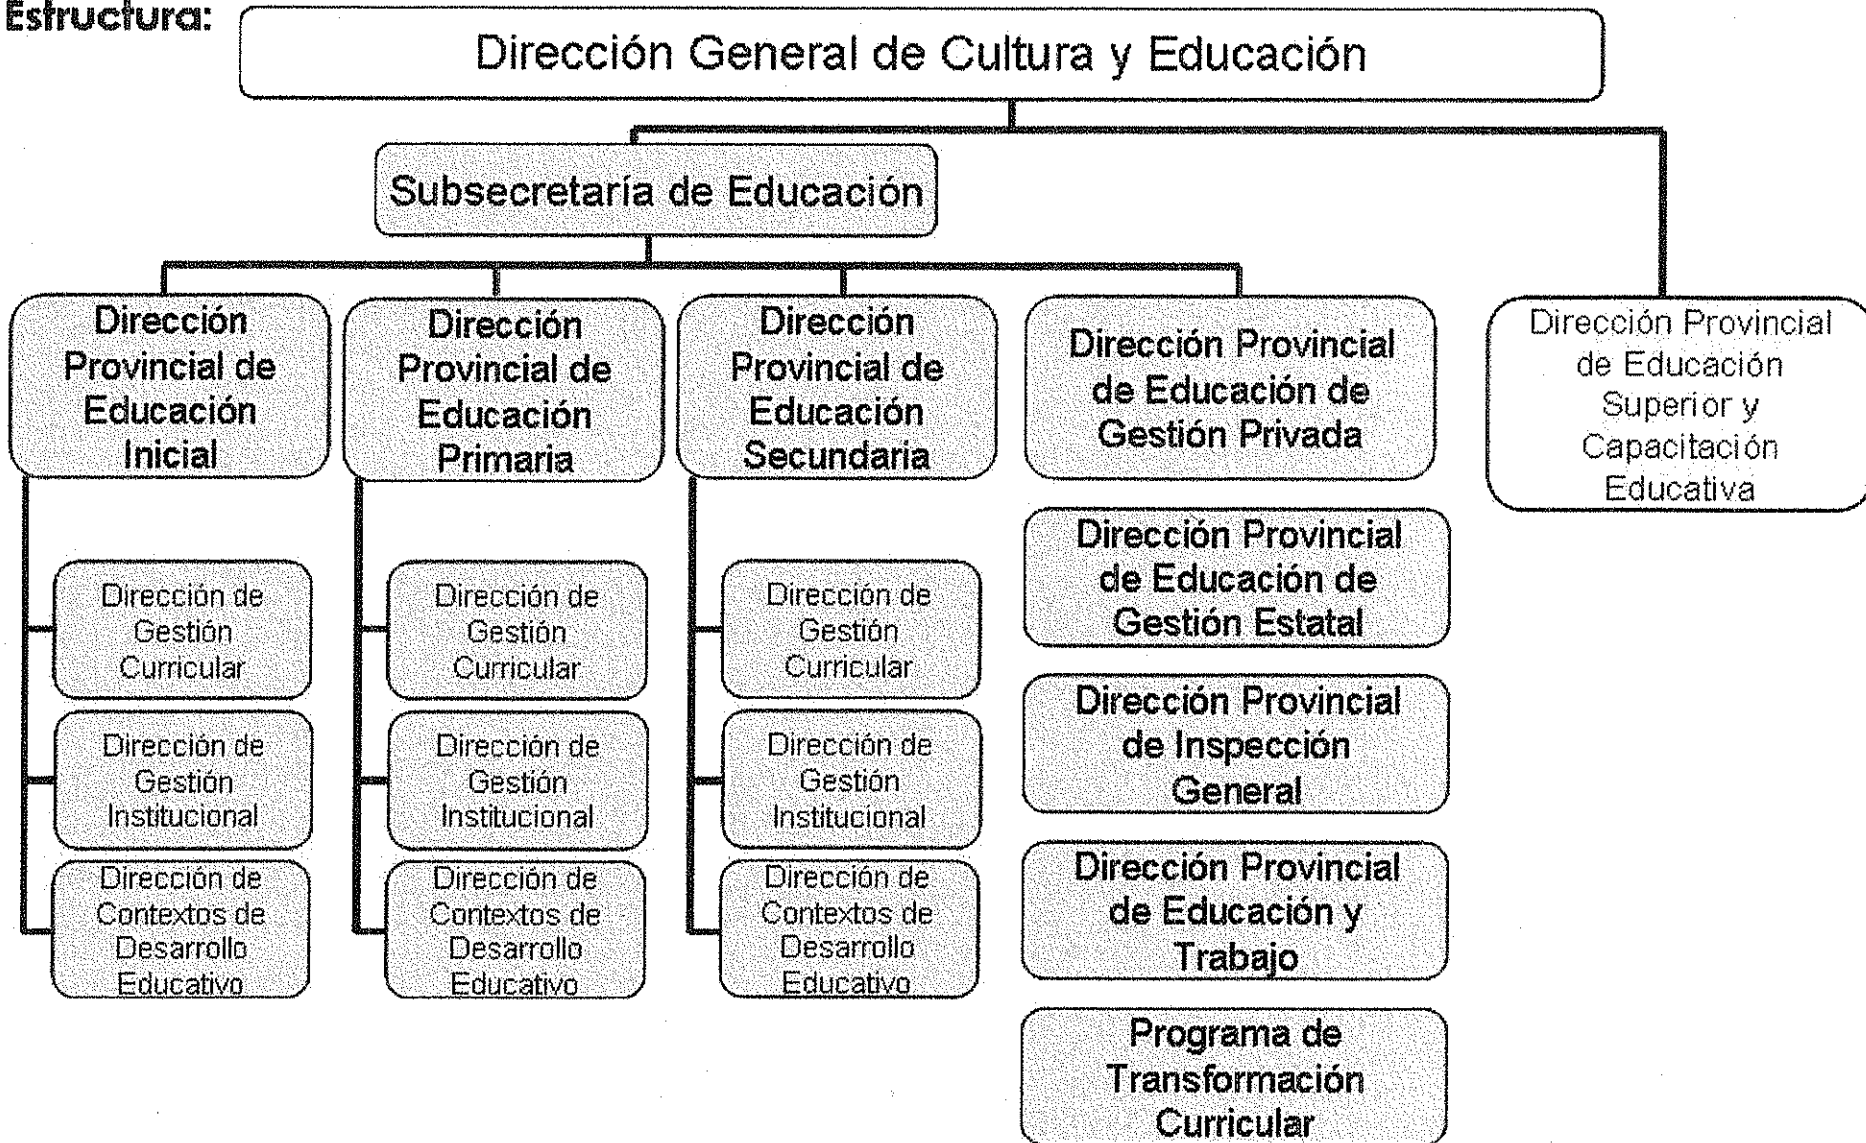 Estructura:
Dirección General de Cultura y Educación
Subsecretaría de Educación
Dirección
Provincial de
Educación
Inicial
Dirección
Provincial de
Educación
Primaria
Dirección
Provincial de
Educación
Secundaria
Dirección Provincial
de Educación de
Gestión Privada
Dirección Provincial
de Educación
Superior y
Capacitación
Educativa
Dirección de
Gestión
Curricular
Dirección de
Gestión
Institucional
Dirección de
Contextos de
Desarrollo
Educativo
Dirección de
Gestión
Curricular
Dirección de
Gestión
Institucional
Dirección de
Contextos de
Desarrollo
Educativo
Dirección de
Gestión
Curricular
Dirección de
Gestión
Institucional
Dirección de
Contextos de
Desarrollo
Educativo
Dirección Provincial
de Educación de
Gestión Estatal
Dirección Provincial
de Inspección
General
Dirección Provincial
de Educación y
Trabajo
Programa de
Transformación
Curricular